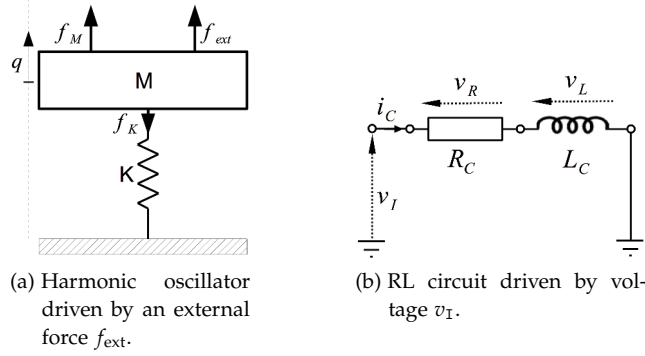 f_M
f_ext
q
M
f_K
K
v_R
v_L
i_C
R_C
L_C
v_I
(a) Harmonic oscillator
driven by an external
force f_ext.
(b) RL circuit driven by vol-
tage v_I.